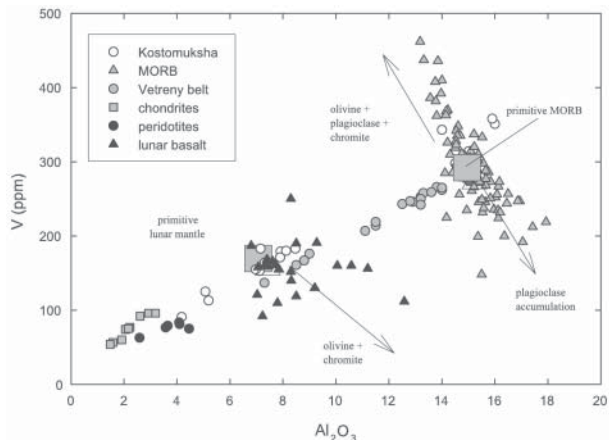 500
400
300
200
100
0
V (ppm)
Kostomuksha
MORB
Vetreny belt
chondrites
peridotites
lunar basalt
olivine +
plagioclase +
chromite
primitive MORB
primitive
lunar mantle
plagioclase
accumulation
olivine +
chromite
0 2 4 6 8 10 12 14 16 18 20
Al₂O₃